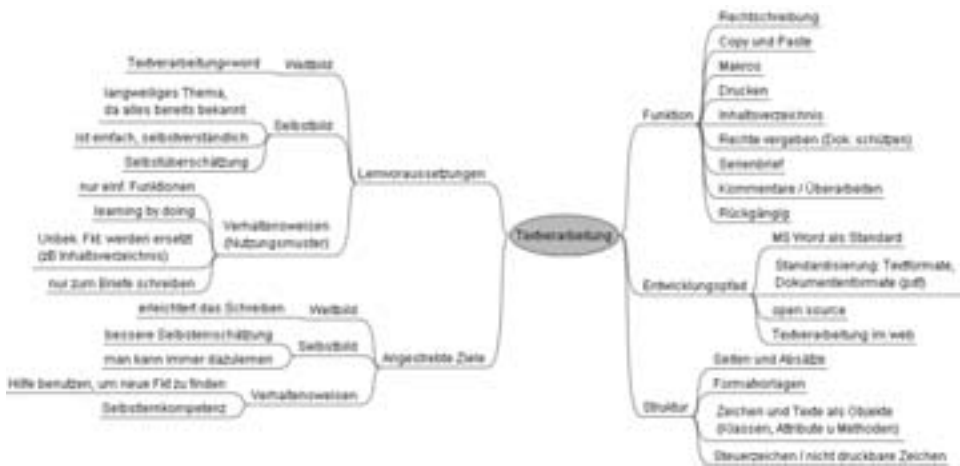 Textverarbeitung
Lernvoraussetzungen
Weltbild
Textverarbeitung=word
Selbstbild
langweiliges Thema,
da alles bereits bekannt
ist einfach, selbstverständlich
Selbstüberschätzung
Verhaltensweisen
(Nutzungsmuster)
nur einf. Funktionen
learning by doing
Unbek. Fkt. werden ersetzt
(zB Inhaltsverzeichnis)
nur zum Briefe schreiben
Angestrebte Ziele
Weltbild
erleichtert das Schreiben
Selbstbild
bessere Selbsteinschätzung
man kann immer dazulernen
Verhaltensweisen
Hilfe benutzen, um neue Fkt zu finden
Selbstlernkompetenz
Funktion
Rechtschreibung
Copy und Paste
Makros
Drucken
Inhaltsverzeichnis
Rechte vergeben (Dok. schützen)
Serienbrief
Kommentare / Überarbeiten
Rückgängig
Entwicklungspfad
MS Word als Standard
Standardisierung: Textformate,
Dokumentenformate (pdf)
open source
Textverarbeitung im web
Struktur
Seiten und Absätze
Formatvorlagen
Zeichen und Texte als Objekte
(Klassen, Attribute u Methoden)
Steuerzeichen / nicht druckbare Zeichen